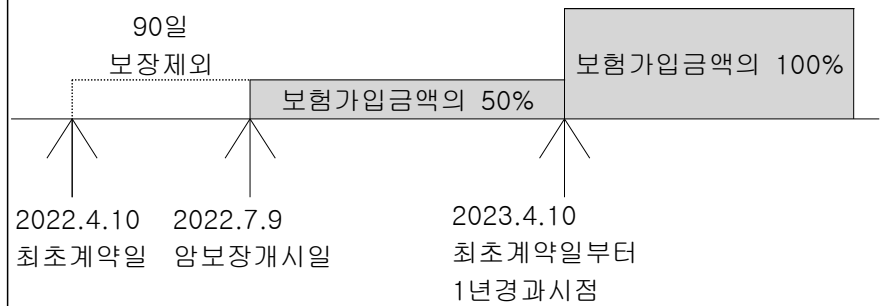 90일
보장제외
보험가입금액의 50%
보험가입금액의 100%
2022.4.10
최초계약일
2022.7.9
암보장개시일
2023.4.10
최초계약일부터
1년경과시점